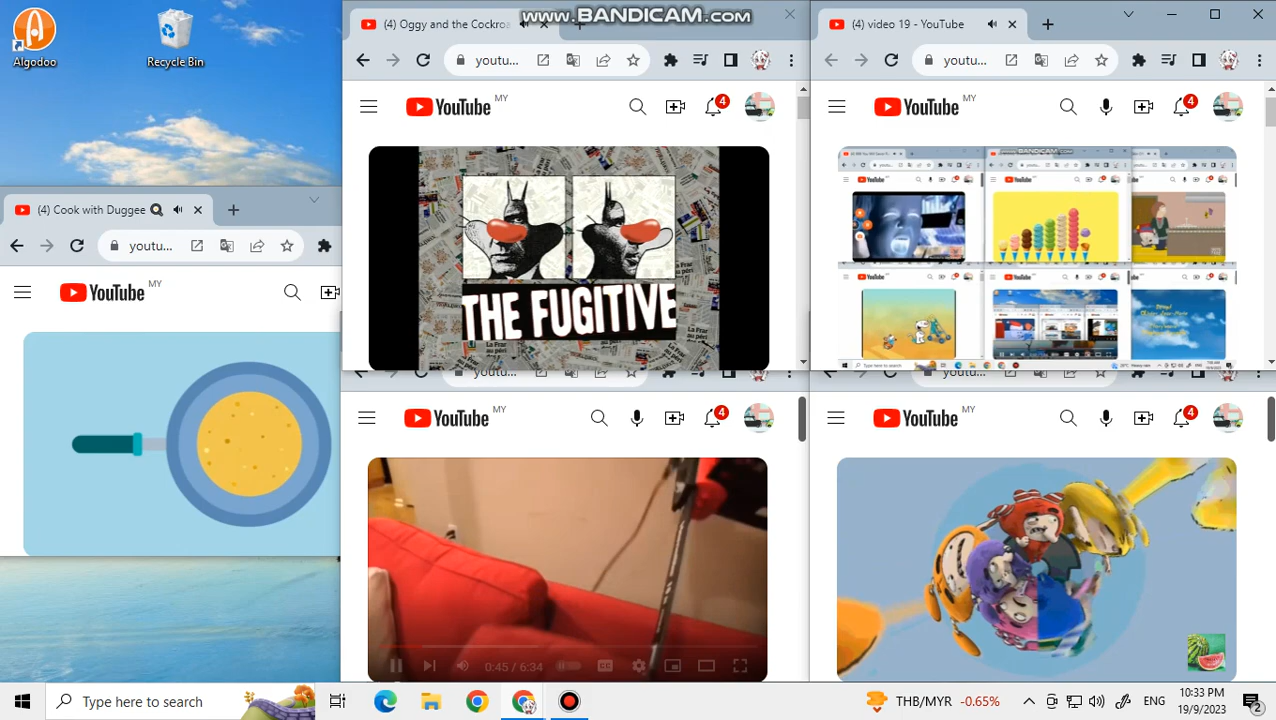 www.BANDICAM.com
Algodoo
Recycle Bin
(4) Oggy and the Cockroa
(4) video 19 - YouTube
youtu...
youtu...
YouTube MY
4
YouTube MY
4
THE FUGITIVE
(4) Cook with Duggee
youtu...
YouTube MY
youtu...
youtu...
YouTube MY
4
YouTube MY
4
0:45 / 6:34
Type here to search
THB/MYR -0.65%
ENG
10:33 PM
19/9/2023
2